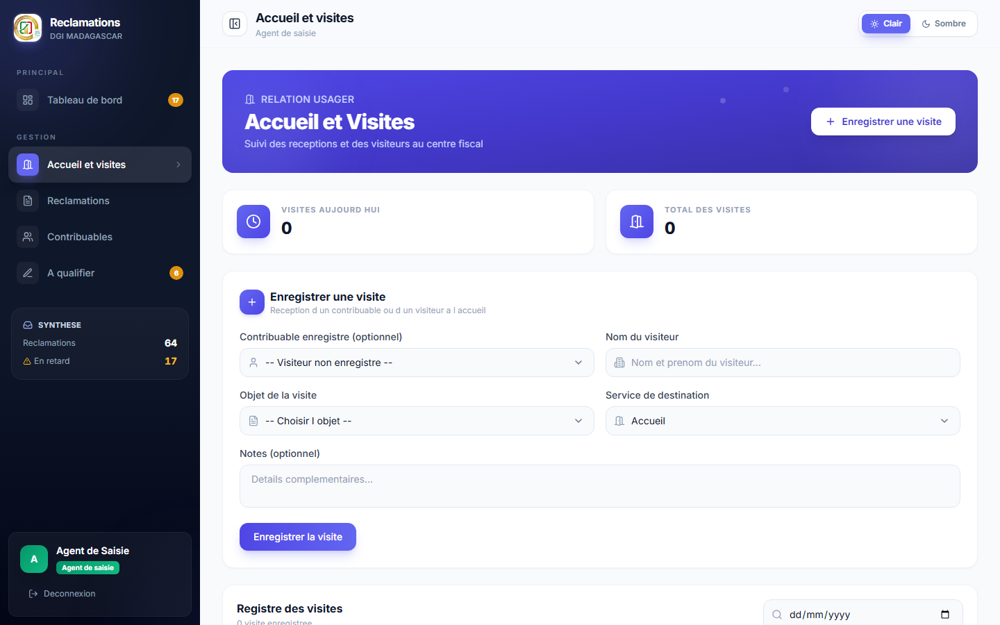 Reclamations
DGI MADAGASCAR
PRINCIPAL
Tableau de bord 17
GESTION
Accueil et visites
Reclamations
Contribuables
A qualifier 6
SYNTHESE
Reclamations 64
En retard 17
A
Agent de Saisie
Agent de saisie
Deconnexion
Accueil et visites
Agent de saisie
Clair
Sombre
RELATION USAGER
Accueil et Visites
Suivi des receptions et des visiteurs au centre fiscal
Enregistrer une visite
VISITES AUJOURD HUI
0
TOTAL DES VISITES
0
Enregistrer une visite
Reception d un contribuable ou d un visiteur a l accueil
Contribuable enregistre (optionnel)
-- Visiteur non enregistre --
Nom du visiteur
Nom et prenom du visiteur...
Objet de la visite
-- Choisir l objet --
Service de destination
Accueil
Notes (optionnel)
Details complementaires...
Enregistrer la visite
Registre des visites
0 visite enregistree
dd/mm/yyyy